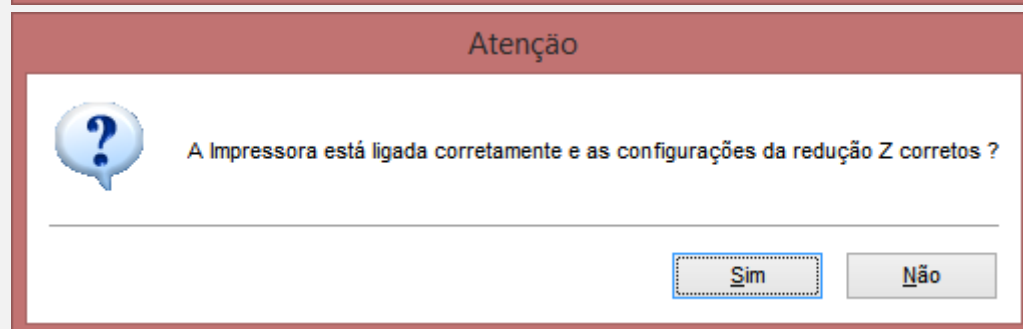 Atenção
A Impressora está ligada corretamente e as configurações da redução Z corretos ?
Sim
Não